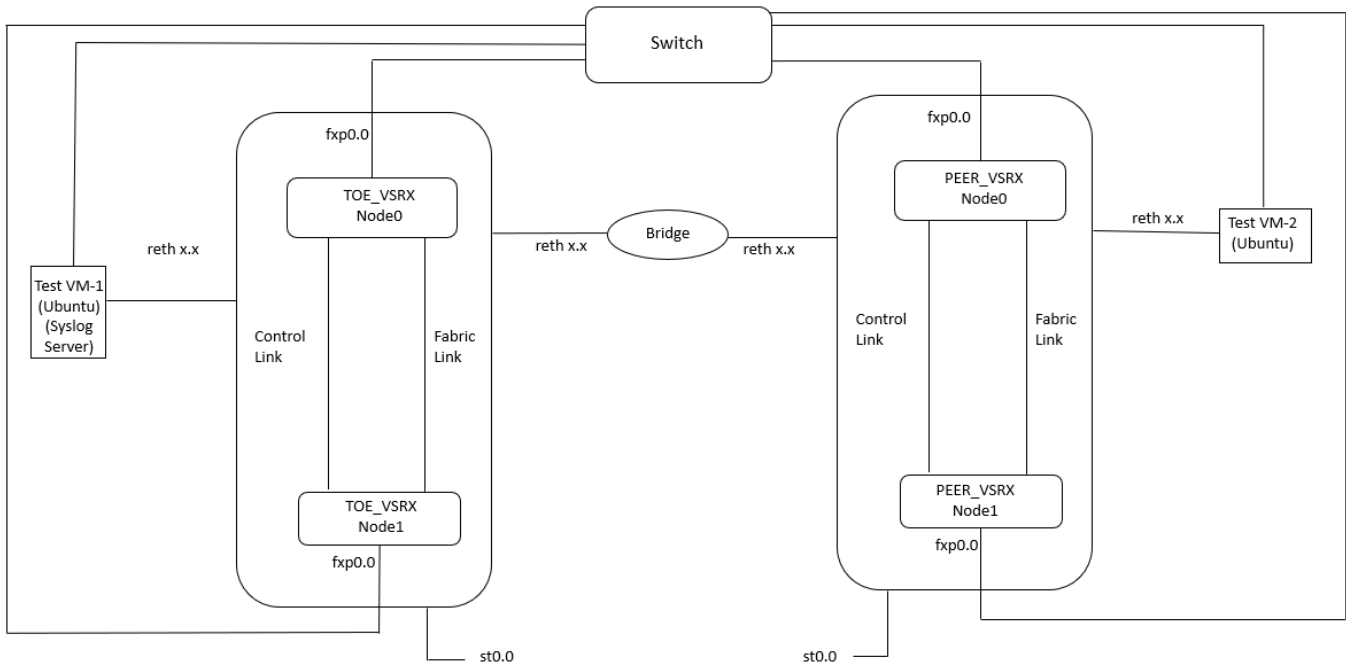 Switch
fxp0.0
fxp0.0
TOE_VSRX
Node0
PEER_VSRX
Node0
reth x.x
reth x.x
Bridge
reth x.x
reth x.x
Test VM-1
(Ubuntu)
(Syslog
Server)
Test VM-2
(Ubuntu)
Control
Link
Fabric
Link
Control
Link
Fabric
Link
TOE_VSRX
Node1
PEER_VSRX
Node1
fxp0.0
fxp0.0
st0.0
st0.0